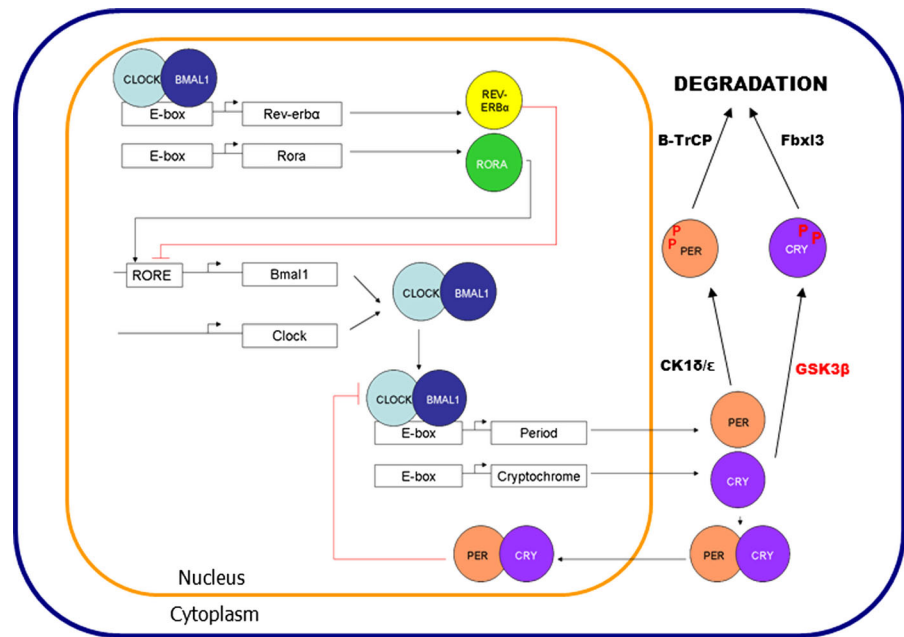 CLOCK BMAL1
E-box Rev-erbα
REV-
ERBα
E-box Rora
RORA
DEGRADATION
B-TrCP Fbxl3
P
P PER
P P
CRY
RORE Bmal1
CLOCK BMAL1
Clock
CK1δ/ε GSK3β
CLOCK BMAL1
E-box Period
PER
E-box Cryptochrome
CRY
PER CRY
PER CRY
Nucleus
Cytoplasm